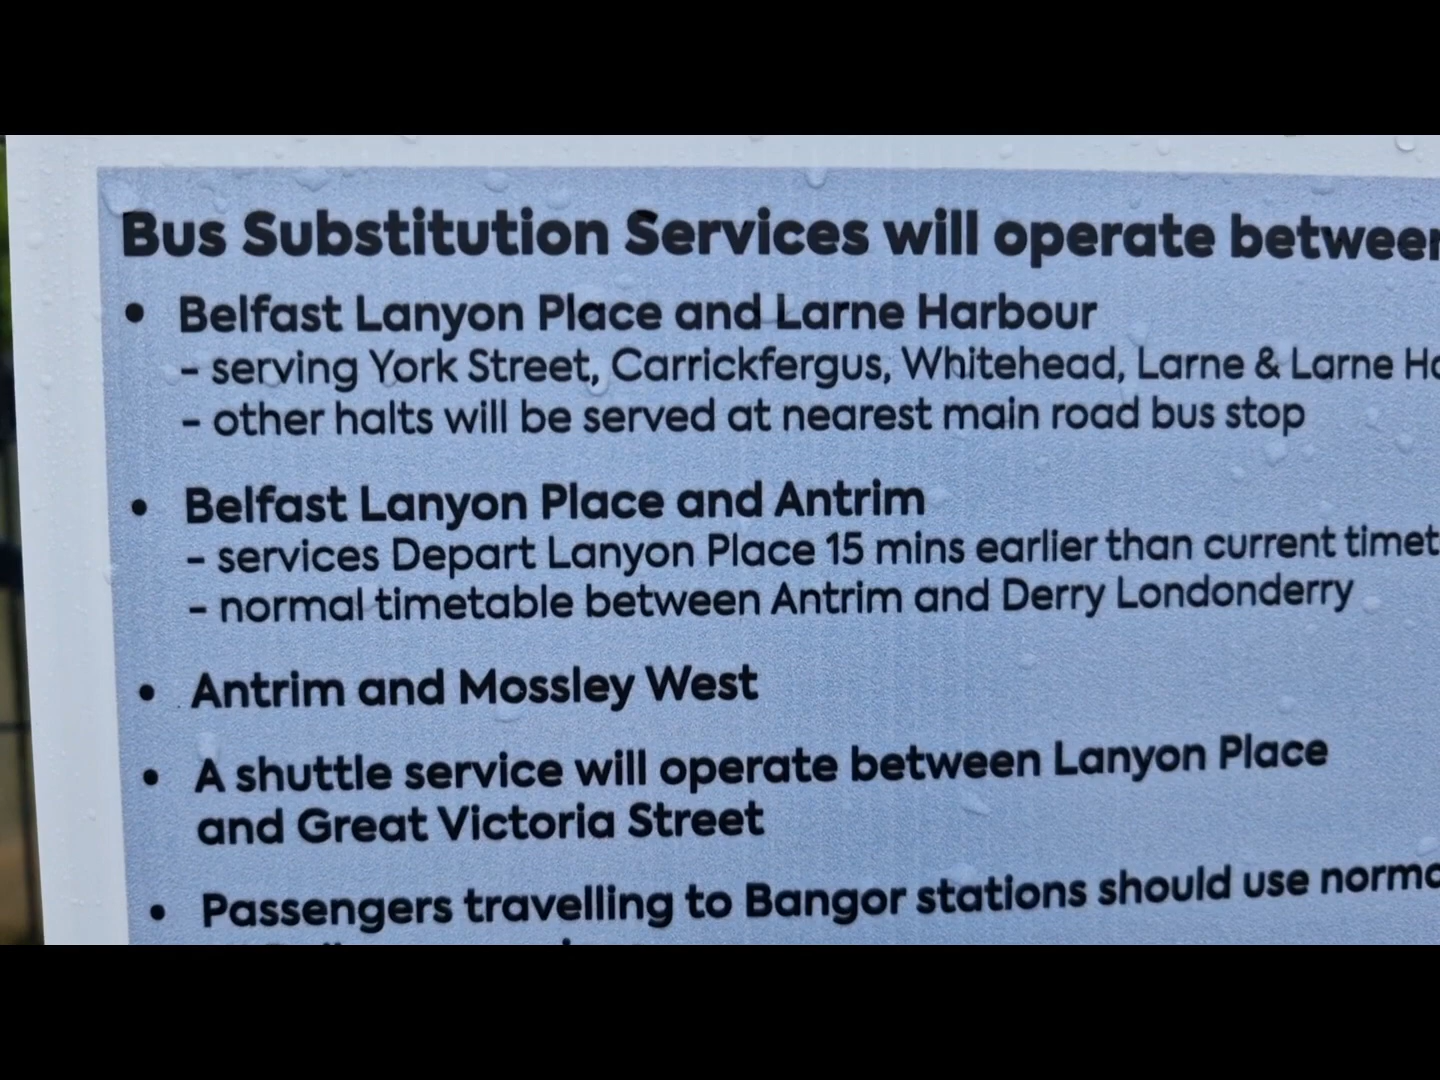 Bus Substitution Services will operate between
• Belfast Lanyon Place and Larne Harbour
- serving York Street, Carrickfergus, Whitehead, Larne & Larne
- other halts will be served at nearest main road bus stop
• Belfast Lanyon Place and Antrim
- services Depart Lanyon Place 15 mins earlier than current
- normal timetable between Antrim and Derry Londonderry
• Antrim and Mossley West
• A shuttle service will operate between Lanyon Place
and Great Victoria Street
• Passengers travelling to Bangor stations should use